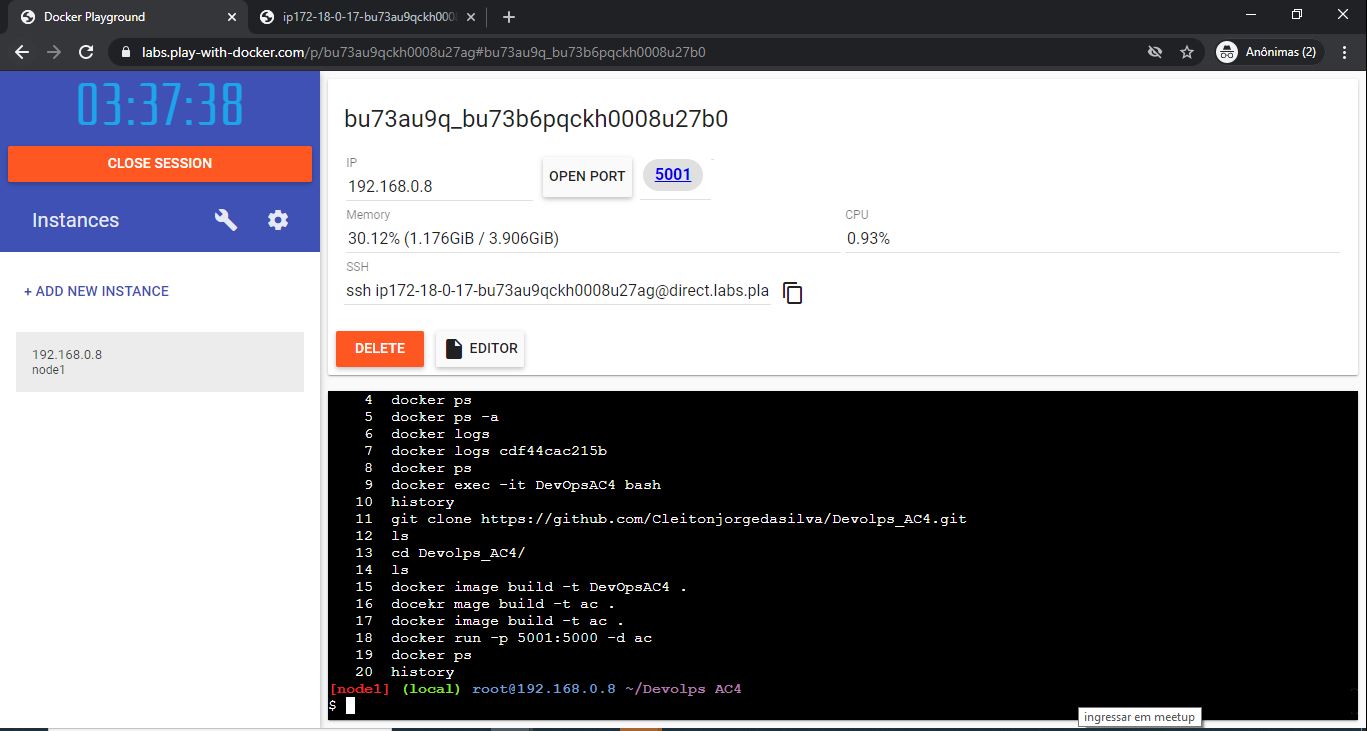 Docker Playground
ip172-18-0-17-bu73au9qckh000
labs.play-with-docker.com/p/bu73au9qckh0008u27ag#bu73au9q_bu73b6pqckh0008u27b0
Anônimas (2)
03:37:38
CLOSE SESSION
Instances
+ ADD NEW INSTANCE
192.168.0.8
node1
bu73au9q_bu73b6pqckh0008u27b0
IP
192.168.0.8
OPEN PORT
5001
Memory
30.12% (1.176GiB / 3.906GiB)
CPU
0.93%
SSH
ssh ip172-18-0-17-bu73au9qckh0008u27ag@direct.labs.pla
DELETE
EDITOR
4 docker ps
5 docker ps -a
6 docker logs
7 docker logs cdf44cac215b
8 docker ps
9 docker exec -it DevOpsAC4 bash
10 history
11 git clone https://github.com/Cleitonjorgedasilva/Devolps_AC4.git
12 ls
13 cd Devolps_AC4/
14 ls
15 docker image build -t DevOpsAC4 .
16 docekr mage build -t ac .
17 docker image build -t ac .
18 docker run -p 5001:5000 -d ac
19 docker ps
20 history
[node1] (local) root@192.168.0.8 ~/Devolps_AC4
$
ingressar em meetup